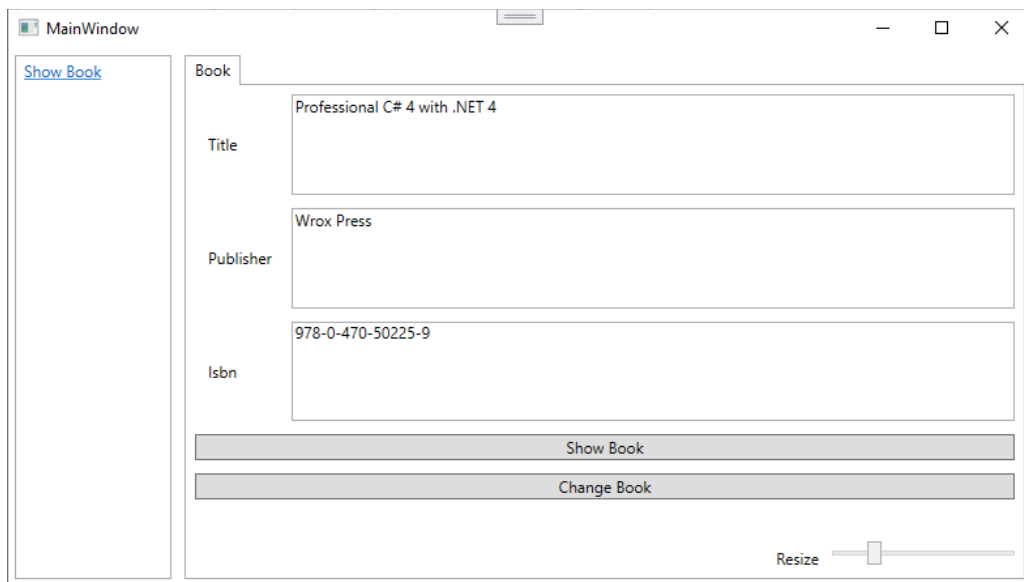 MainWindow
Show Book
Book
Title
Professional C# 4 with .NET 4
Publisher
Wrox Press
Isbn
978-0-470-50225-9
Show Book
Change Book
Resize